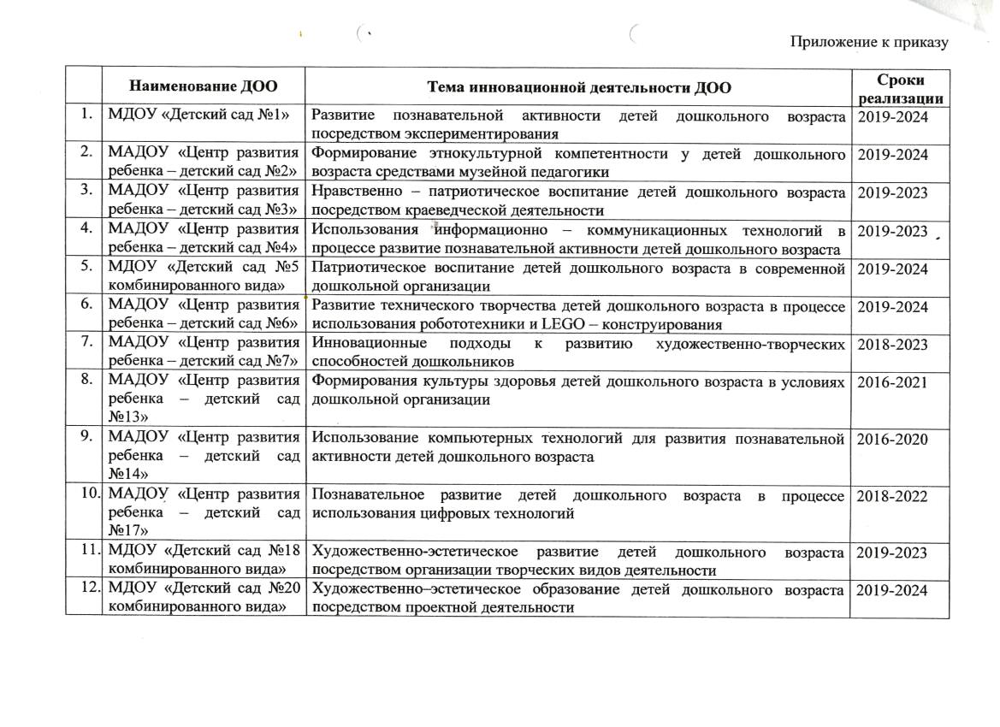 Приложение к приказу
Наименование ДОО
Тема инновационной деятельности ДОО
Сроки
реализации
1.
МДОУ «Детский сад №1»
Развитие познавательной активности детей дошкольного возраста
посредством экспериментирования
2019-2024
2.
МАДОУ «Центр развития
ребенка – детский сад №2»
Формирование этнокультурной компетентности у детей дошкольного
возраста средствами музейной педагогики
2019-2024
3.
МАДОУ «Центр развития
ребенка – детский сад №3»
Нравственно – патриотическое воспитание детей дошкольного возраста
посредством краеведческой деятельности
2019-2023
4.
МАДОУ «Центр развития
ребенка – детский сад №4»
Использования информационно – коммуникационных технологий в
процессе развитие познавательной активности детей дошкольного возраста
2019-2023
5.
МДОУ «Детский сад №5
комбинированного вида»
Патриотическое воспитание детей дошкольного возраста в современной
дошкольной организации
2019-2024
6.
МАДОУ «Центр развития
ребенка – детский сад №6»
Развитие технического творчества детей дошкольного возраста в процессе
использования робототехники и LEGO – конструирования
2019-2024
7.
МАДОУ «Центр развития
ребенка – детский сад №7»
Инновационные подходы к развитию художественно-творческих
способностей дошкольников
2018-2023
8.
МАДОУ «Центр развития
ребенка – детский сад
№13»
Формирования культуры здоровья детей дошкольного возраста в условиях
дошкольной организации
2016-2021
9.
МАДОУ «Центр развития
ребенка – детский сад
№14»
Использование компьютерных технологий для развития познавательной
активности детей дошкольного возраста
2016-2020
10.
МАДОУ «Центр развития
ребенка – детский сад
№17»
Познавательное развитие детей дошкольного возраста в процессе
использования цифровых технологий
2018-2022
11.
МДОУ «Детский сад №18
комбинированного вида»
Художественно-эстетическое развитие детей дошкольного возраста
посредством организации творческих видов деятельности
2019-2023
12.
МДОУ «Детский сад №20
комбинированного вида»
Художественно–эстетическое образование детей дошкольного возраста
посредством проектной деятельности
2019-2024